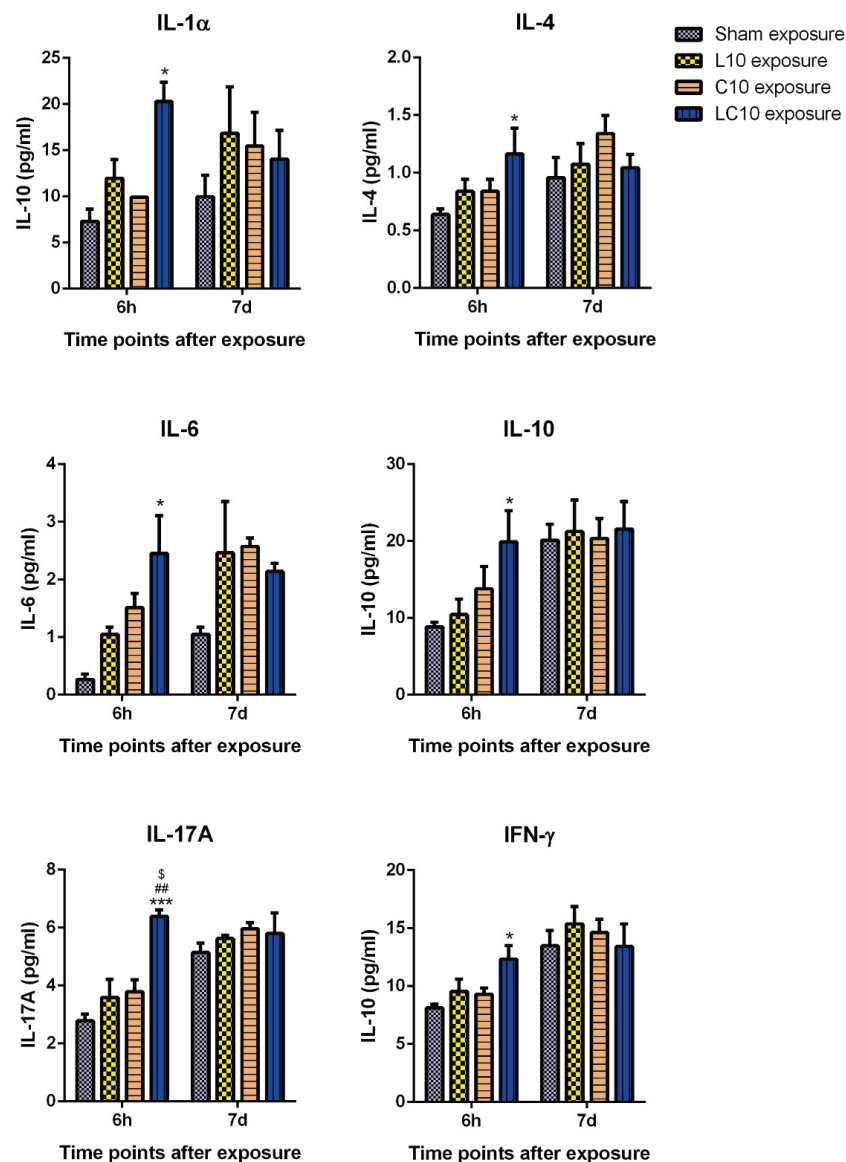 IL-1α
IL-10 (pg/ml)
25
20
15
10
5
0
*
6h
7d
Time points after exposure
IL-4
IL-4 (pg/ml)
2.0
1.5
1.0
0.5
0.0
*
6h
7d
Time points after exposure
Sham exposure
L10 exposure
C10 exposure
LC10 exposure
IL-6
IL-6 (pg/ml)
4
3
2
1
0
*
6h
7d
Time points after exposure
IL-10
IL-10 (pg/ml)
30
20
10
0
*
6h
7d
Time points after exposure
IL-17A
IL-17A (pg/ml)
8
6
4
2
0
$
##
***
6h
7d
Time points after exposure
IFN-γ
IL-10 (pg/ml)
20
15
10
5
0
*
6h
7d
Time points after exposure